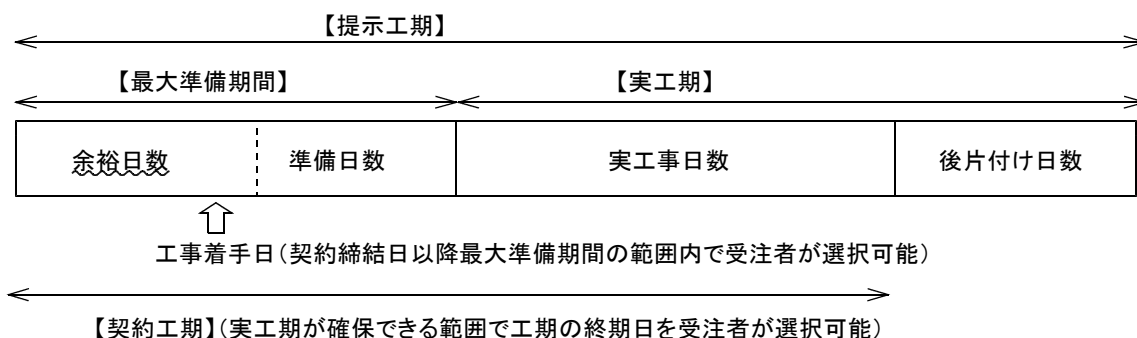 【提示工期】
【最大準備期間】 【実工期】
余裕日数 準備日数 実工事日数 後片付け日数
工事着手日(契約締結日以降最大準備期間の範囲内で受注者が選択可能)
【契約工期】(実工期が確保できる範囲で工期の終期日を受注者が選択可能)